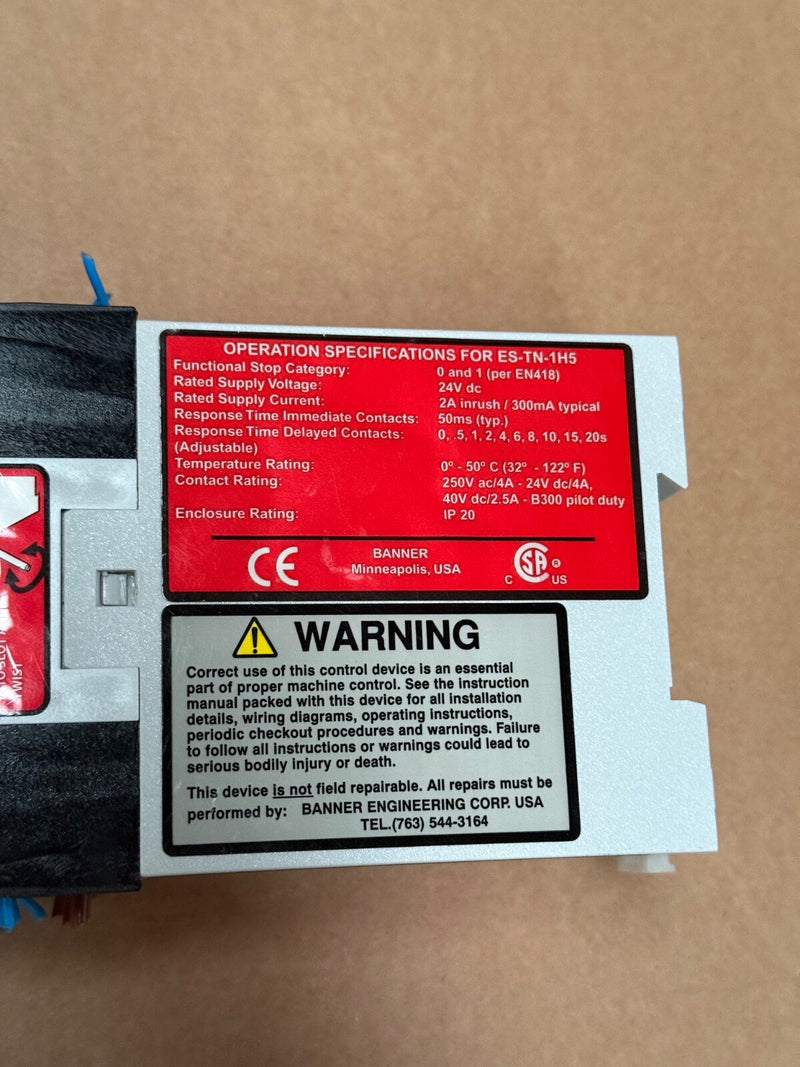 OPERATION SPECIFICATIONS FOR ES-TN-1H5
Functional Stop Category: 0 and 1 (per EN418)
Rated Supply Voltage: 24V dc
Rated Supply Current: 2A inrush / 300mA typical
Response Time Immediate Contacts: 50ms (typ.)
Response Time Delayed Contacts: 0, .5, 1, 2, 4, 6, 8, 10, 15, 20s
(Adjustable)
Temperature Rating: 0º - 50º C (32º - 122º F)
Contact Rating: 250V ac/4A - 24V dc/4A,
40V dc/2.5A - B300 pilot duty
Enclosure Rating: IP 20
CE
BANNER
Minneapolis, USA
C SA ® US
WARNING
Correct use of this control device is an essential
part of proper machine control. See the instruction
manual packed with this device for all installation
details, wiring diagrams, operating instructions,
periodic checkout procedures and warnings. Failure
to follow all instructions or warnings could lead to
serious bodily injury or death.
This device is not field repairable. All repairs must be
performed by: BANNER ENGINEERING CORP. USA
TEL.(763) 544-3164
TWIST